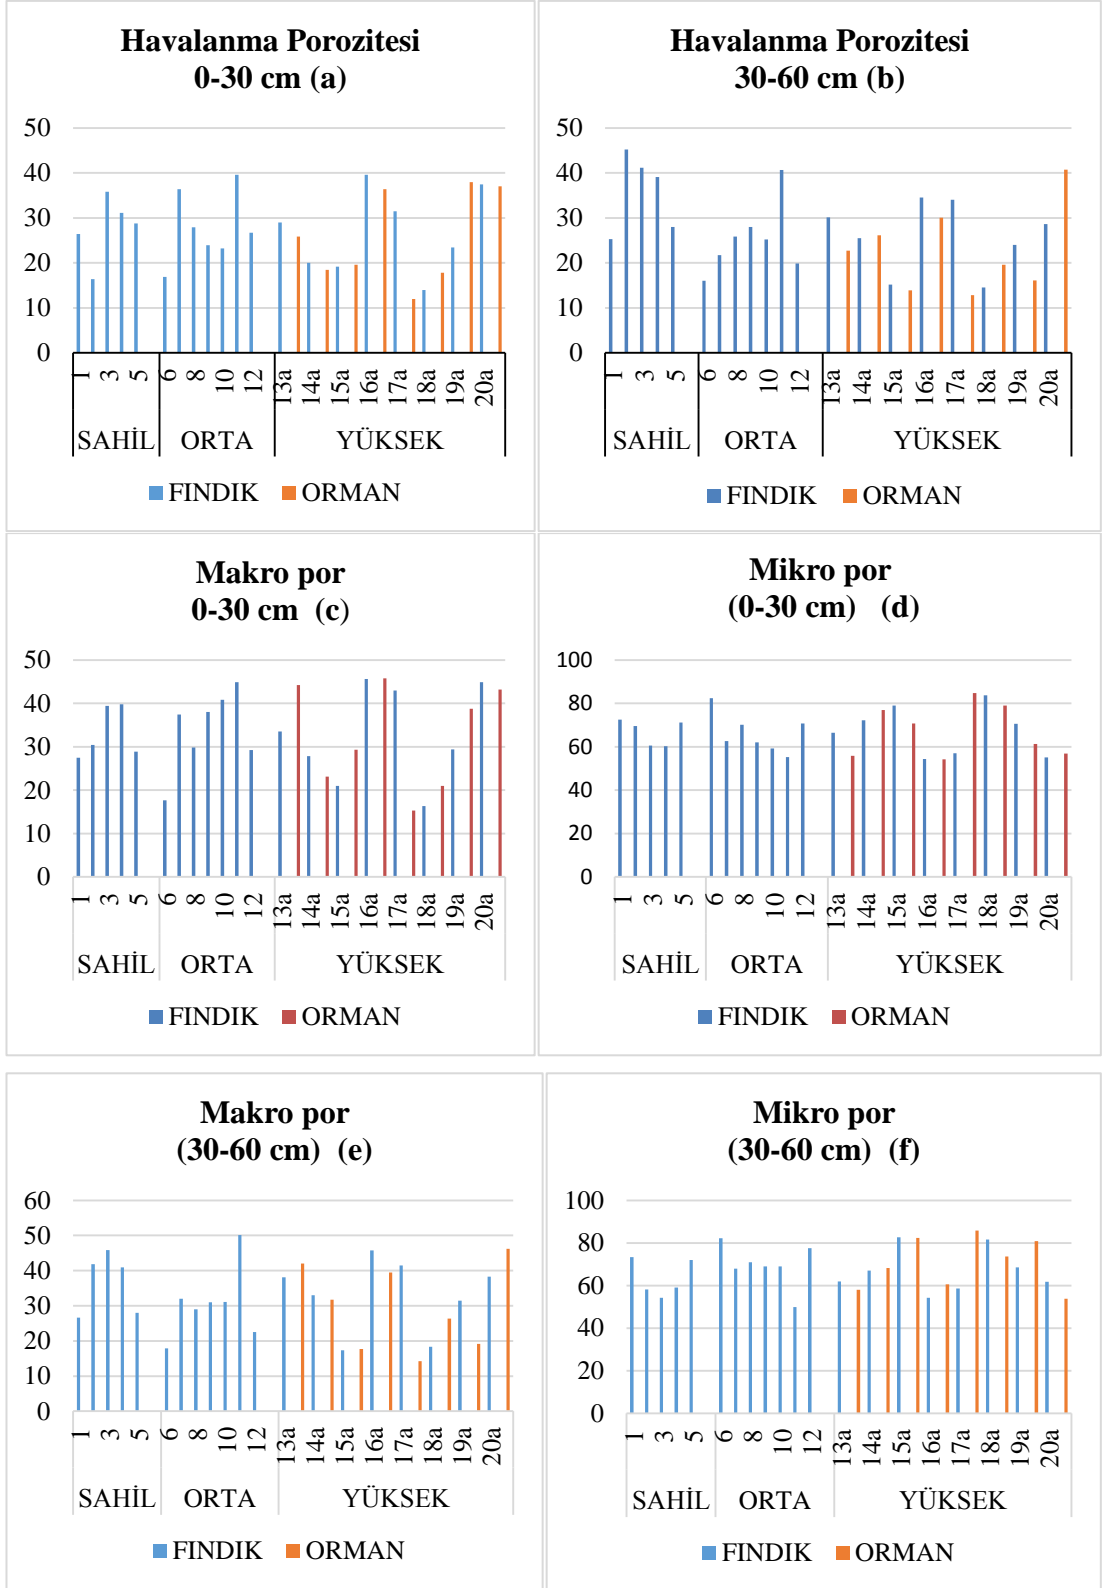 Havalanma Porozitesi
0-30 cm (a)
50
40
30
20
10
0
1 3 5 6 8 10 12 13a 14a 15a 16a 17a 18a 19a 20a
SAHİL ORTA YÜKSEK
FINDIK ORMAN
Havalanma Porozitesi
30-60 cm (b)
50
40
30
20
10
0
1 3 5 6 8 10 12 13a 14a 15a 16a 17a 18a 19a 20a
SAHİL ORTA YÜKSEK
FINDIK ORMAN
Makro por
0-30 cm (c)
50
40
30
20
10
0
1 3 5 6 8 10 12 13a 14a 15a 16a 17a 18a 19a 20a
SAHİL ORTA YÜKSEK
FINDIK ORMAN
Mikro por
(0-30 cm) (d)
100
80
60
40
20
0
1 3 5 6 8 10 12 13a 14a 15a 16a 17a 18a 19a 20a
SAHİL ORTA YÜKSEK
FINDIK ORMAN
Makro por
(30-60 cm) (e)
60
50
40
30
20
10
0
1 3 5 6 8 10 12 13a 14a 15a 16a 17a 18a 19a 20a
SAHİL ORTA YÜKSEK
FINDIK ORMAN
Mikro por
(30-60 cm) (f)
100
80
60
40
20
0
1 3 5 6 8 10 12 13a 14a 15a 16a 17a 18a 19a 20a
SAHİL ORTA YÜKSEK
FINDIK ORMAN